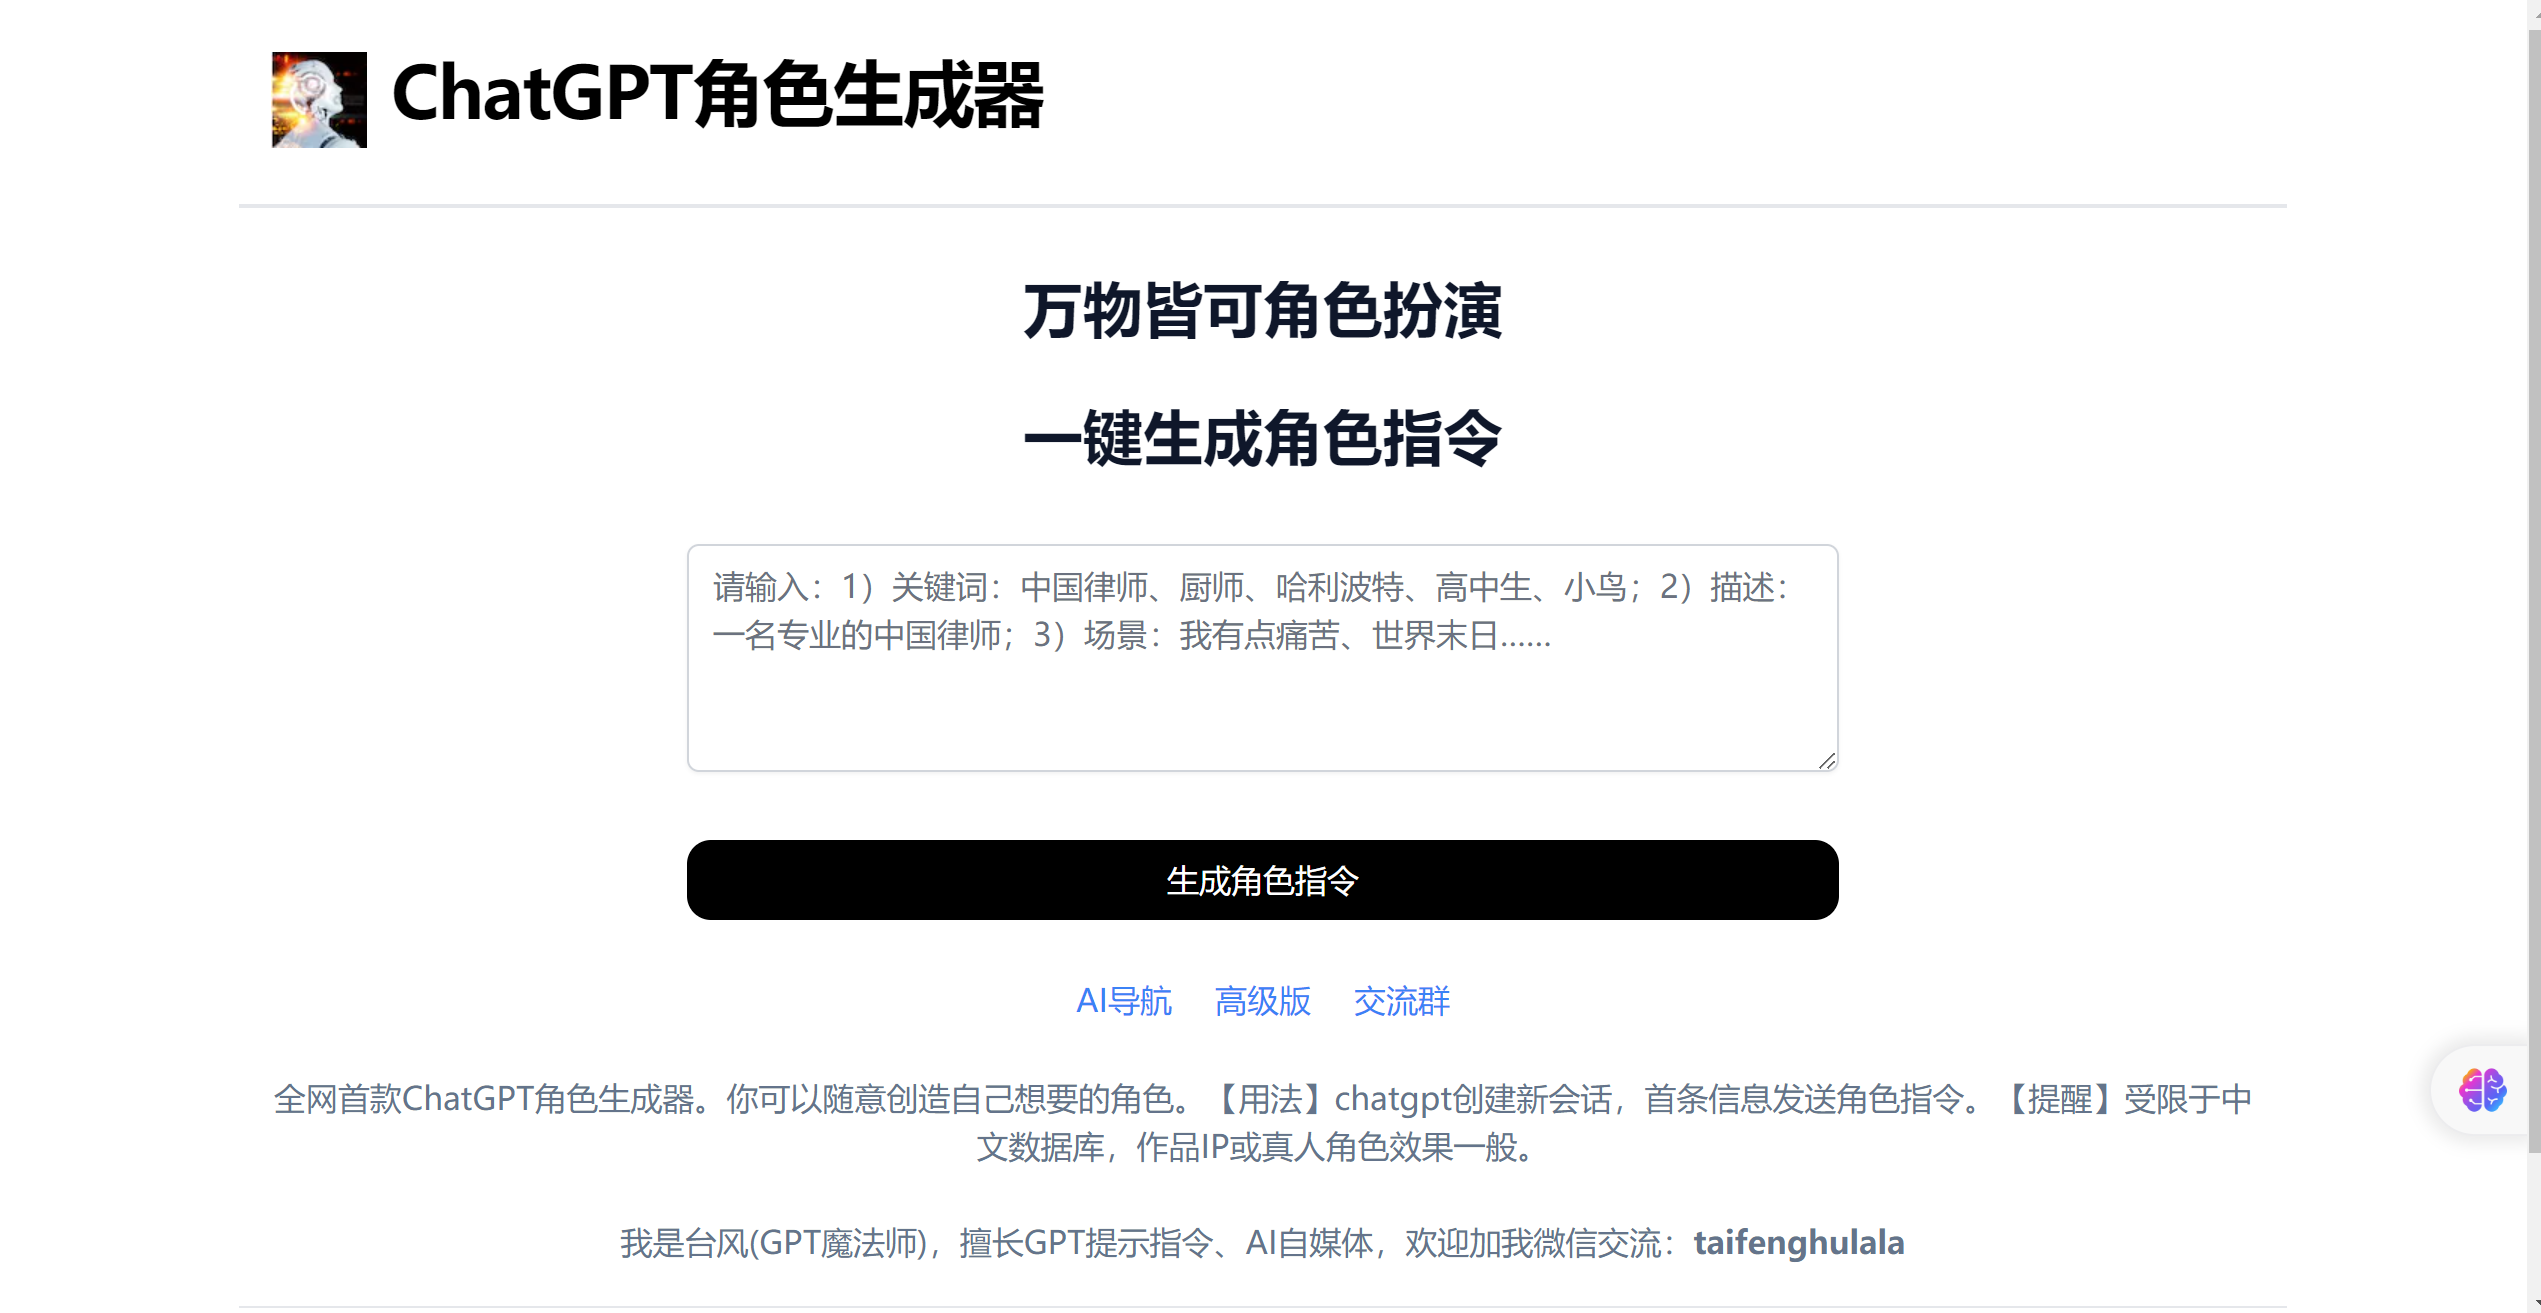 ChatGPT角色生成器
万物皆可角色扮演
一键生成角色指令
请输入：1）关键词：中国律师、厨师、哈利波特、高中生、小鸟；2）描述：
一名专业的中国律师；3）场景：我有点痛苦、世界末日......
生成角色指令
AI导航 高级版 交流群
全网首款ChatGPT角色生成器。你可以随意创造自己想要的角色。【用法】chatgpt创建新会话，首条信息发送角色指令。【提醒】受限于中
文数据库，作品IP或真人角色效果一般。
我是台风(GPT魔法师)，擅长GPT提示指令、AI自媒体，欢迎加我微信交流：taifenghulala